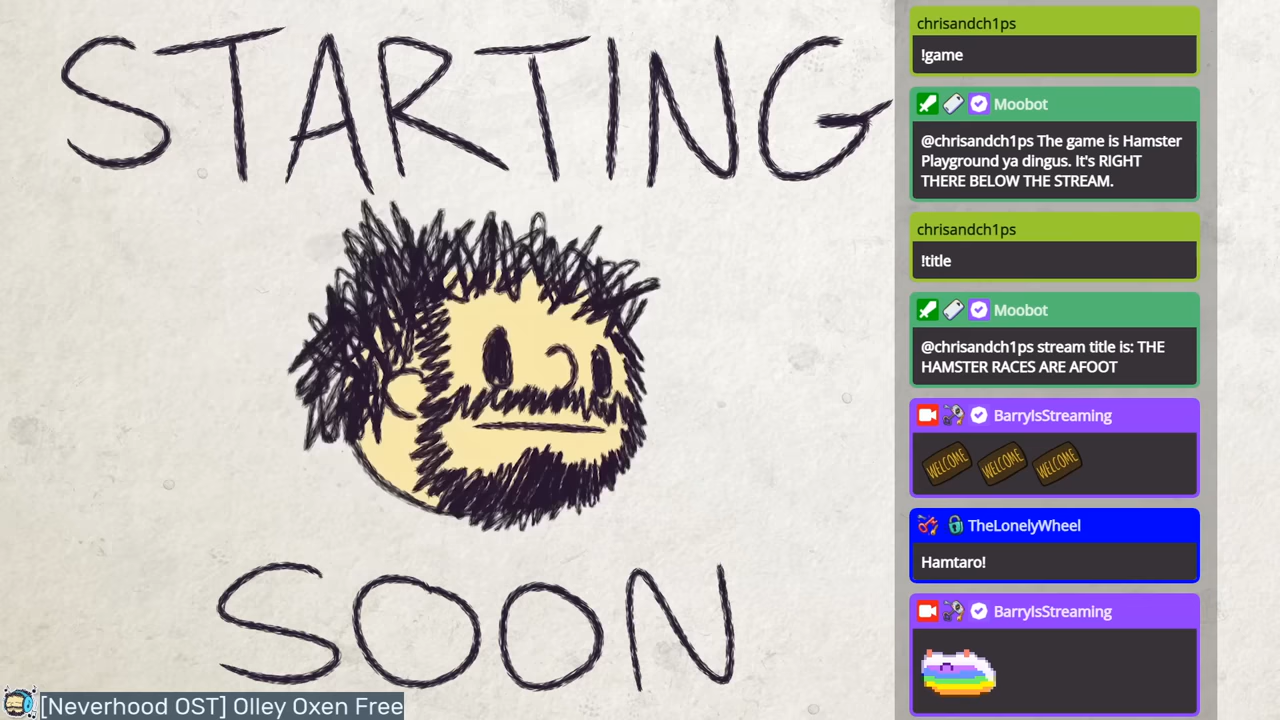 STARTING
SOON
[Neverhood OST] Olley Oxen Free
chrisandch1ps
!game
Moobot
@chrisandch1ps The game is Hamster
Playground ya dingus. It's RIGHT
THERE BELOW THE STREAM.
chrisandch1ps
!title
Moobot
@chrisandch1ps stream title is: THE
HAMSTER RACES ARE AFOOT
BarryIsStreaming
WELCOME WELCOME WELCOME
TheLonelyWheel
Hamtaro!
BarryIsStreaming